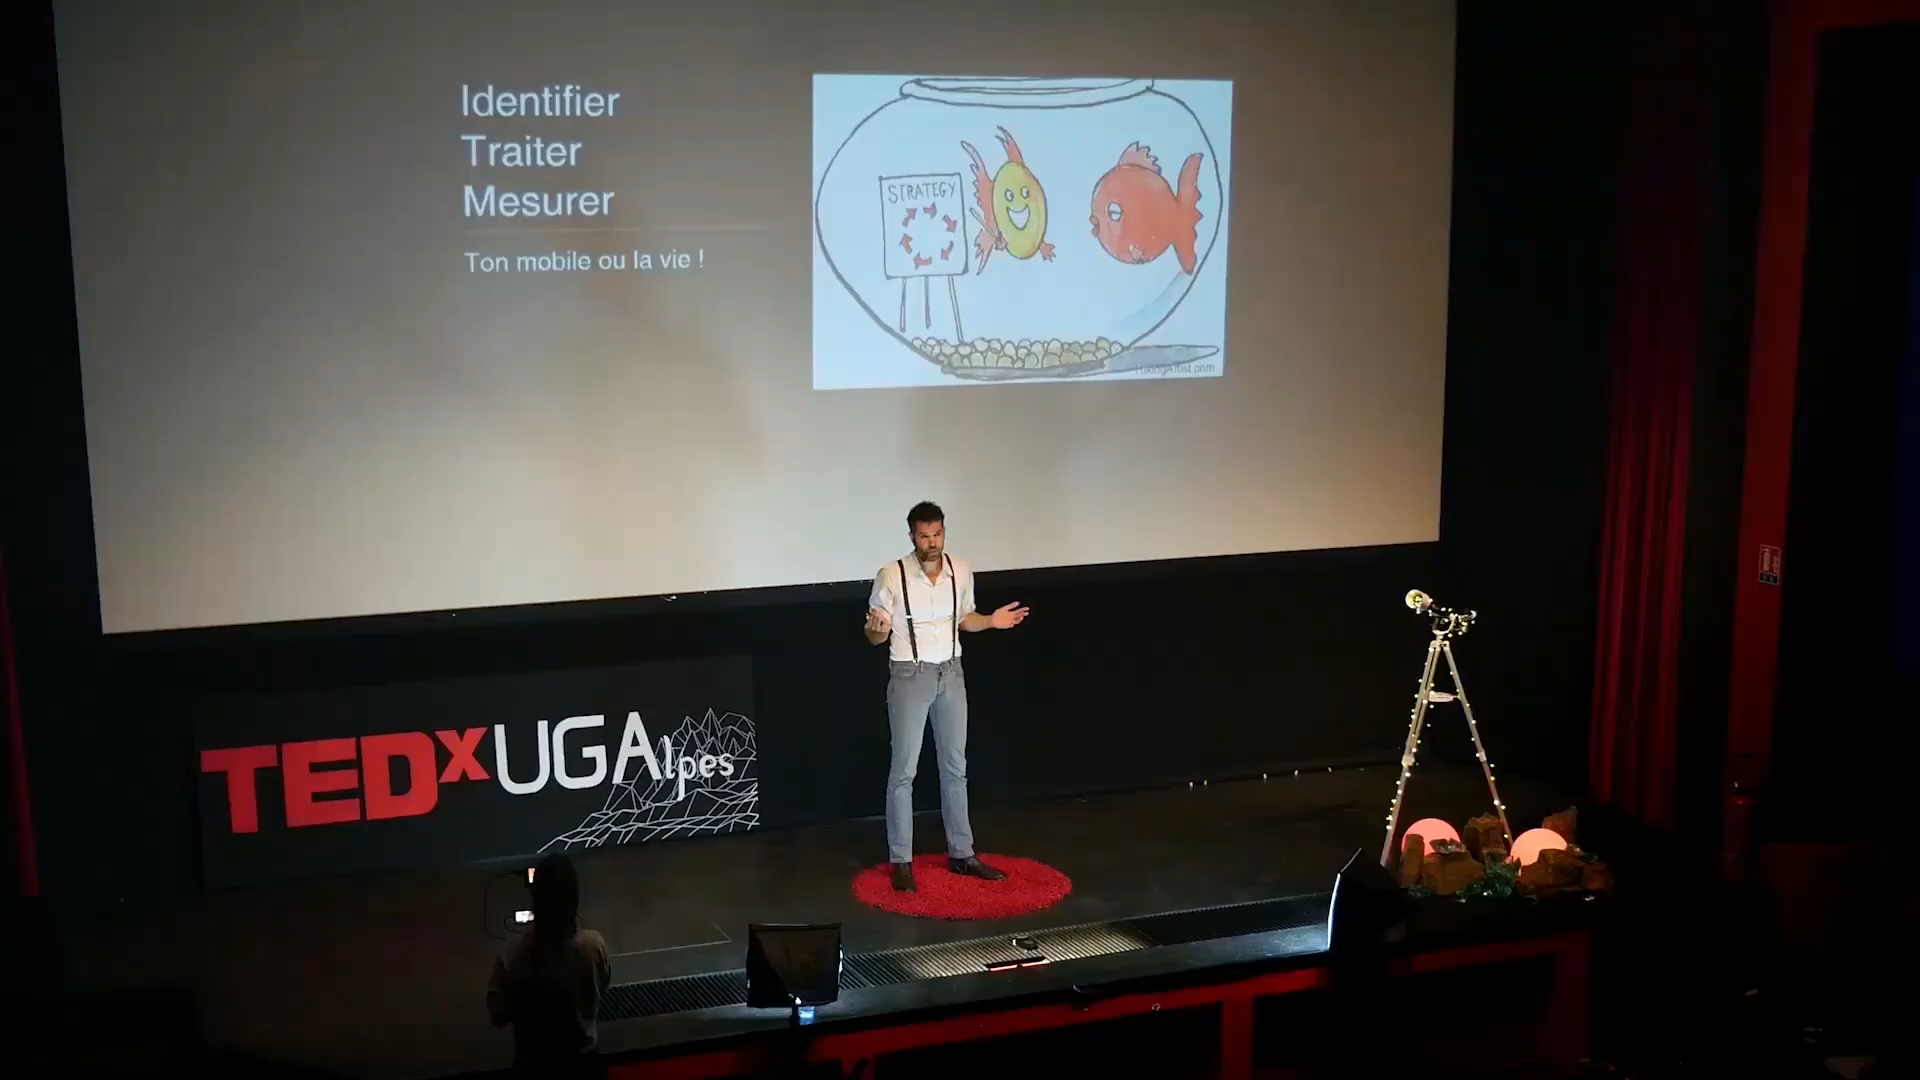 Identifier
Traiter
Mesurer
Ton mobile ou la vie !
STRATEGY
TEDxUGAlpes